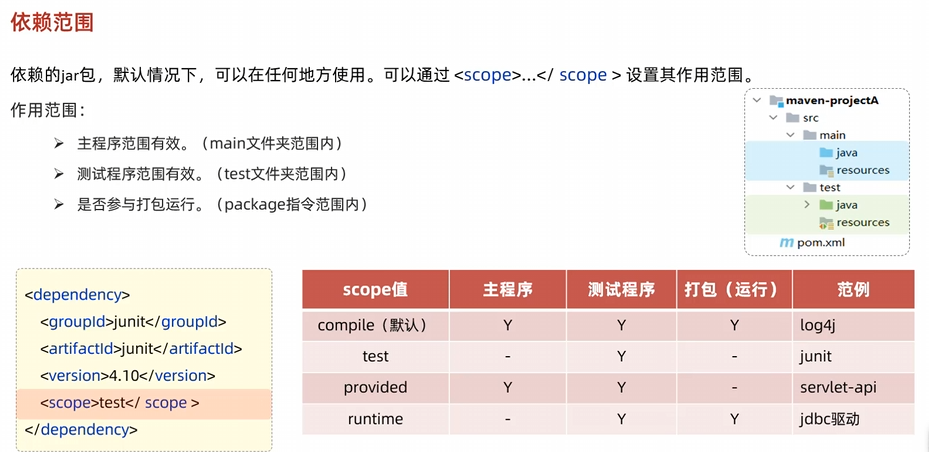 依赖范围
依赖的jar包，默认情况下，可以在任何地方使用。可以通过 <scope>...</ scope > 设置其作用范围。
作用范围：
主程序范围有效。（main文件夹范围内）
测试程序范围有效。（test文件夹范围内）
是否参与打包运行。（package指令范围内）
maven-projectA
src
main
java
resources
test
java
resources
pom.xml
<dependency>
<groupId>junit</groupId>
<artifactId>junit</artifactId>
<version>4.10</version>
<scope>test</ scope >
</dependency>
scope值 主程序 测试程序 打包（运行） 范例
compile（默认） Y Y Y log4j
test - Y - junit
provided Y Y - servlet-api
runtime - Y Y jdbc驱动